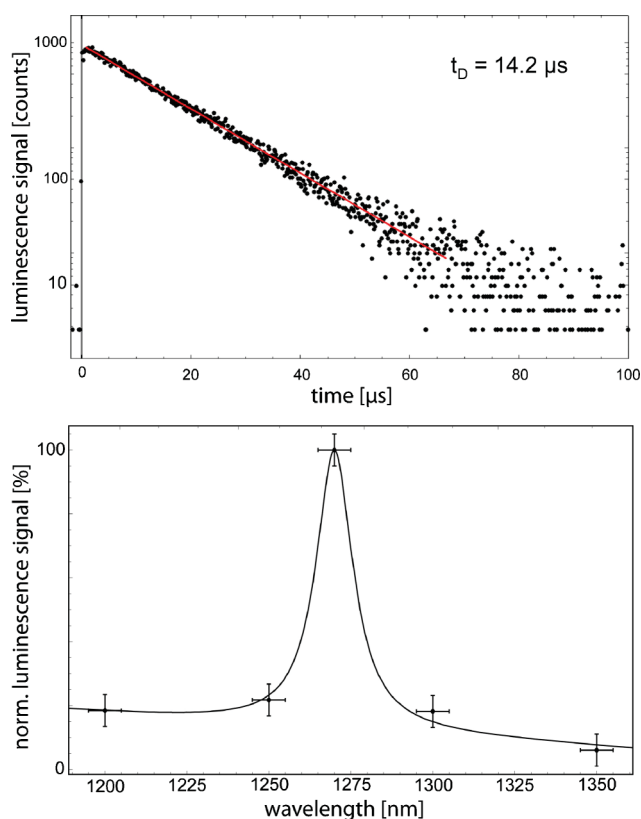 luminescence signal [counts]
1000
100
10
t_D = 14.2 µs
0 20 40 60 80 100
time [µs]
norm. luminescence signal [%]
100
0
1200 1225 1250 1275 1300 1325 1350
wavelength [nm]